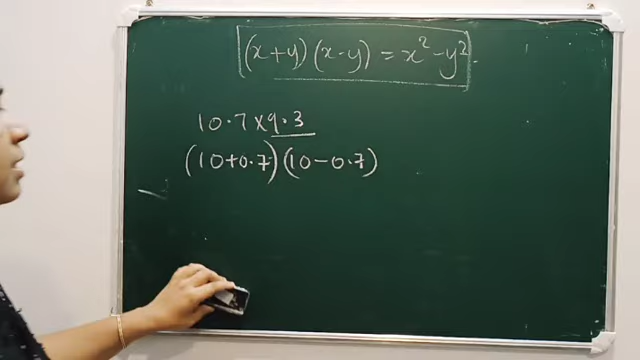 (x+y)(x-y) = x² - y²
10.7 x 9.3
(10+0.7)(10-0.7)